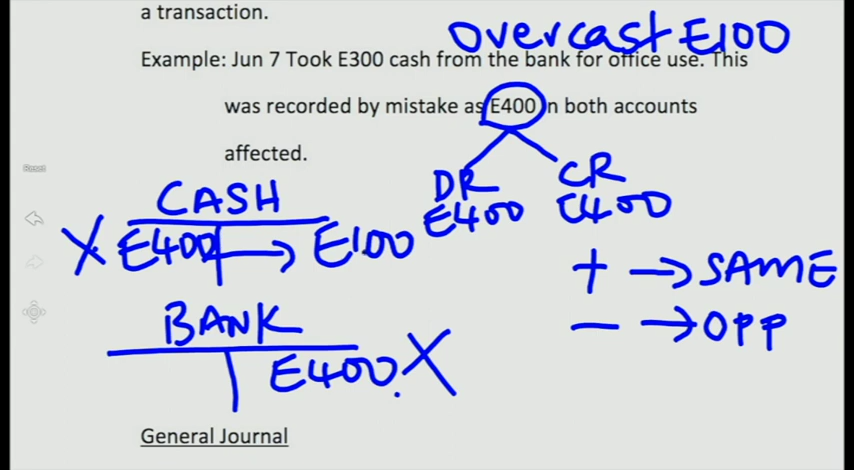 a transaction.
overcast E100
Example: Jun 7 Took E300 cash from the bank for office use. This
was recorded by mistake as E400 in both accounts
affected.
DR CR
E400 E400
CASH
X E400 → E100
+ → SAME
- → OPP
BANK
E400 X
General Journal
Reset